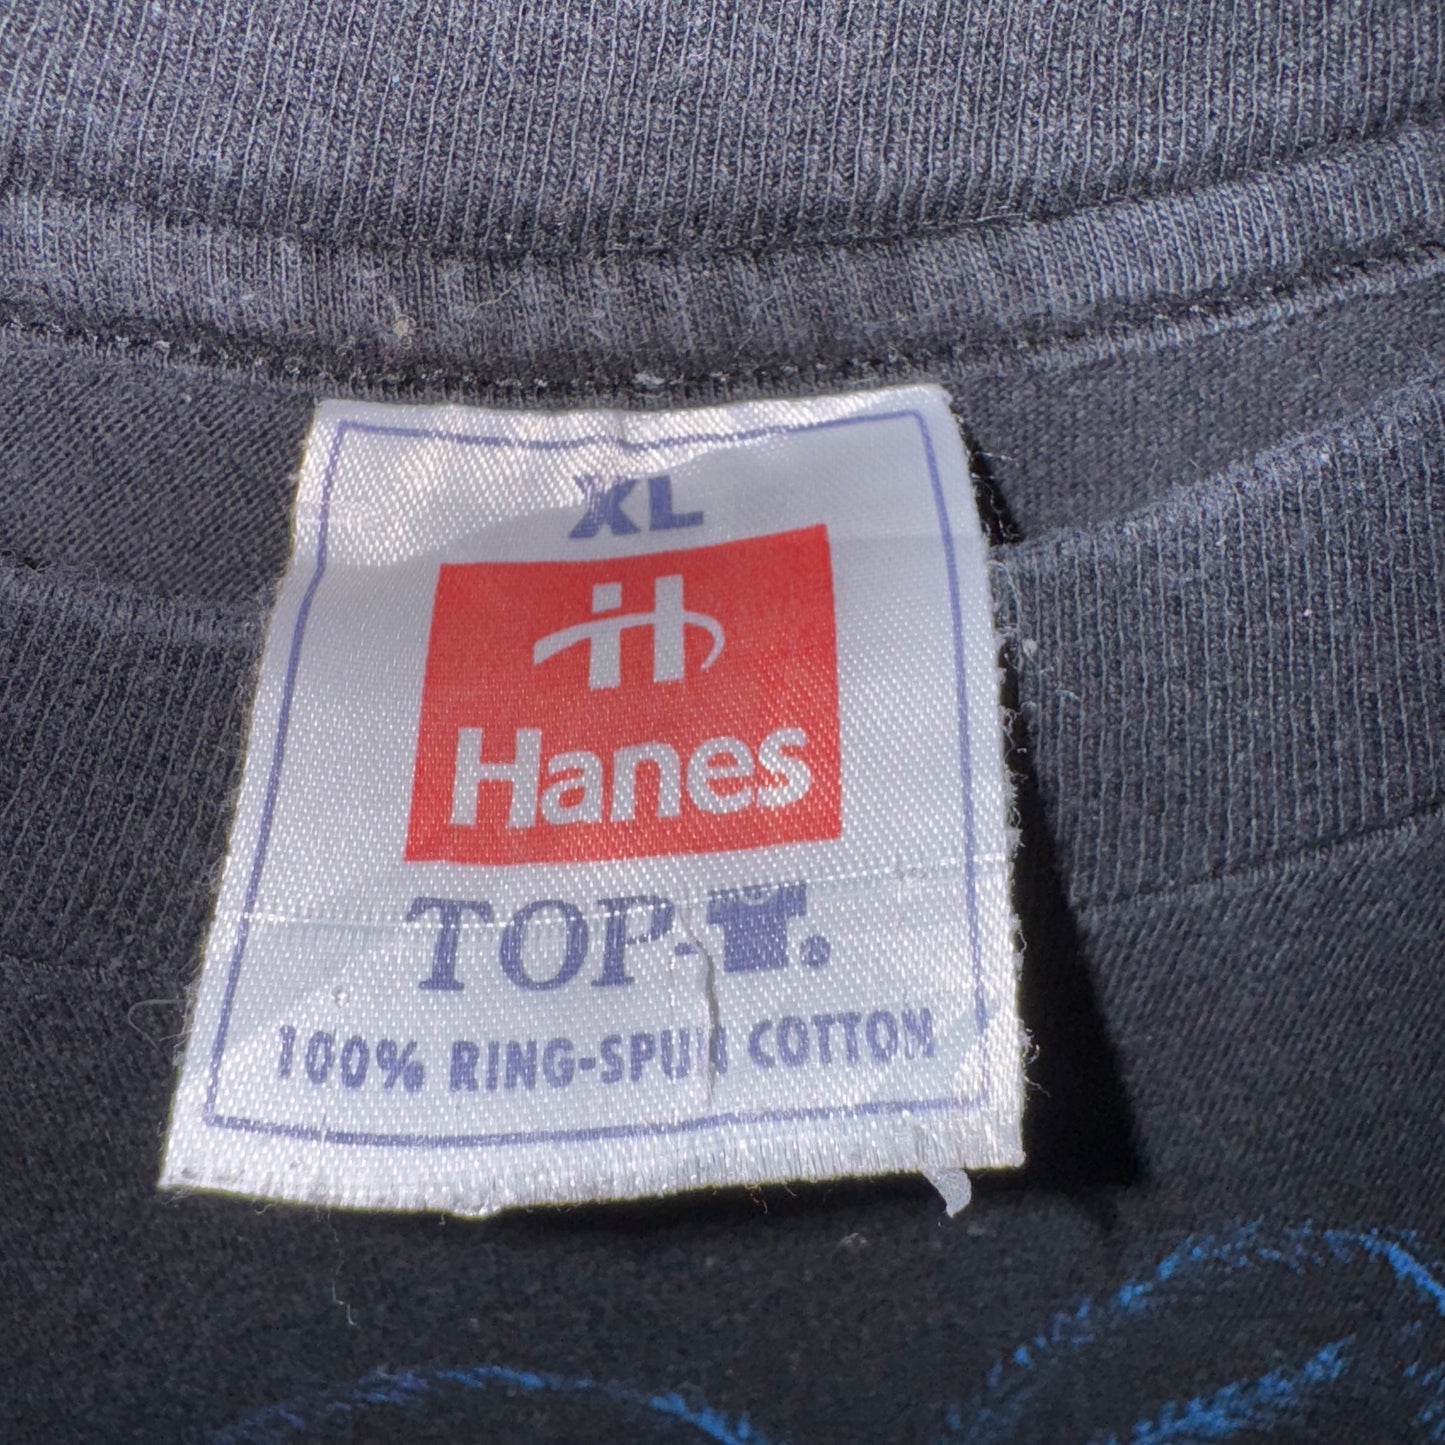 XL
Hanes
TOP-T.
100% RING-SPUN COTTON